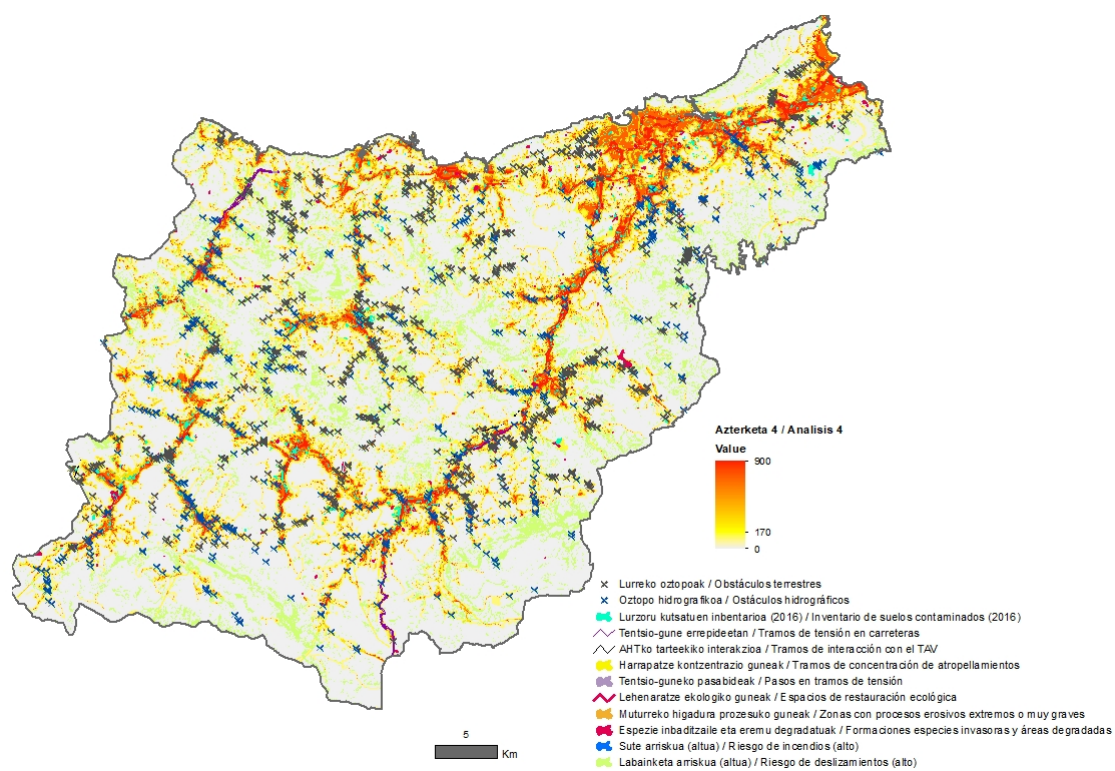 Azterketa 4 / Analisis 4
Value
900
170
0
Lurreko oztopoak / Obstáculos terrestres
Oztopo hidrografikoa / Ostáculos hidrográficos
Lurzoru kutsatuen inbentarioa (2016) / Inventario de suelos contaminados (2016)
Tentsio-gune errepideetan / Tramos de tensión en carreteras
AHTko tarteekiko interakzioa / Tramos de interacción con el TAV
Harrapatze kontzentrazio guneak / Tramos de concentración de atropellamientos
Tentsio-guneko pasabideak / Pasos en tramos de tensión
Lehenaratze ekologiko guneak / Espacios de restauración ecológica
Muturreko higadura prozesuko guneak / Zonas con procesos erosivos extremos o muy graves
Espezie inbaditzaile eta eremu degradatuak / Formaciones especies invasoras y áreas degradadas
Sute arriskua (altua) / Riesgo de incendios (alto)
Labainketa arriskua (altua) / Riesgo de deslizamientos (alto)
5
Km